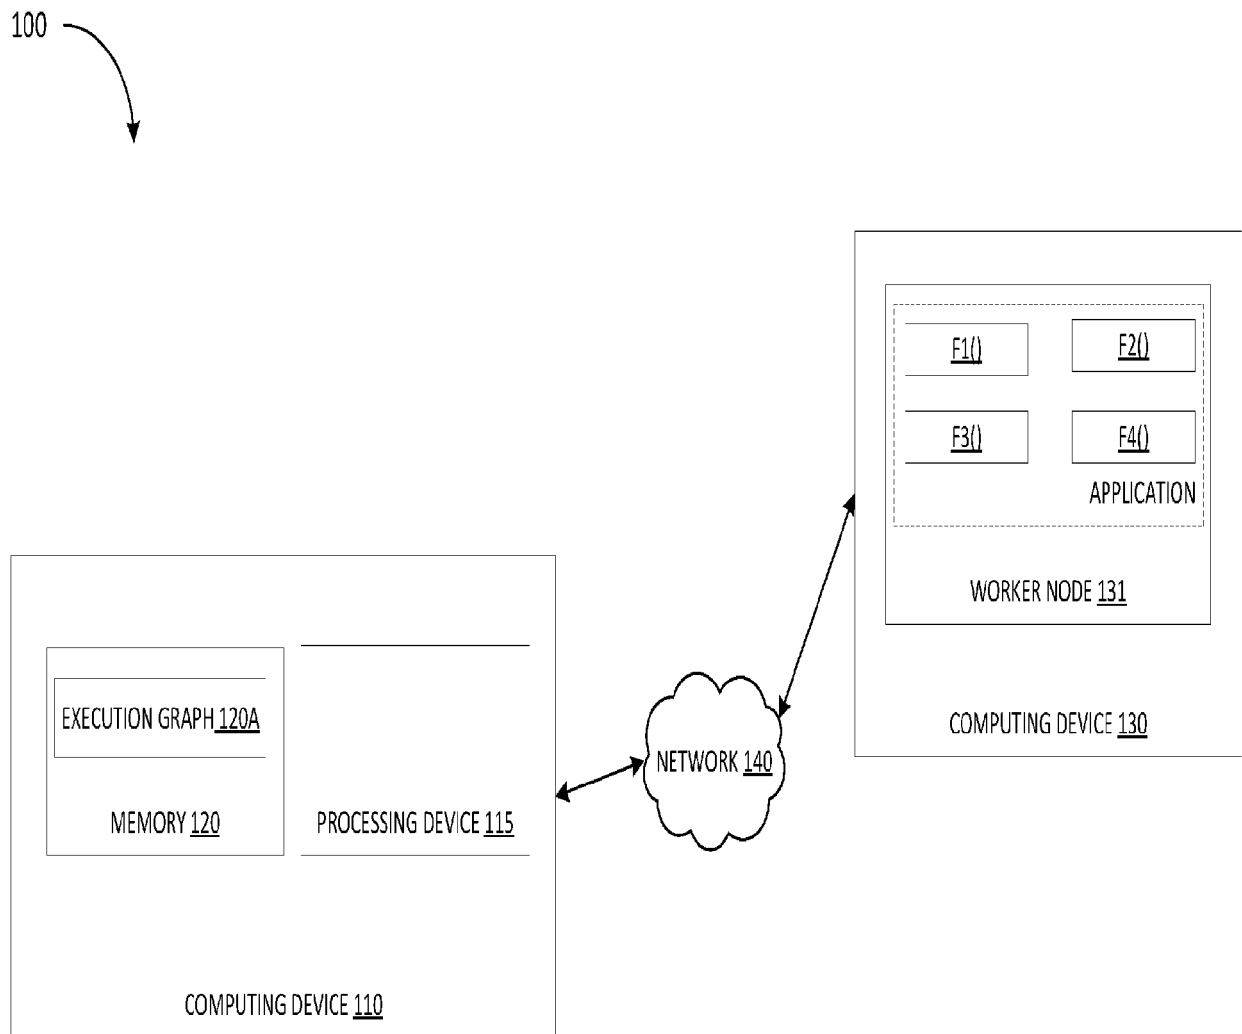 100
F1()
F2()
F3()
F4()
APPLICATION
WORKER NODE 131
COMPUTING DEVICE 130
EXECUTION GRAPH 120A
MEMORY 120
PROCESSING DEVICE 115
NETWORK 140
COMPUTING DEVICE 110